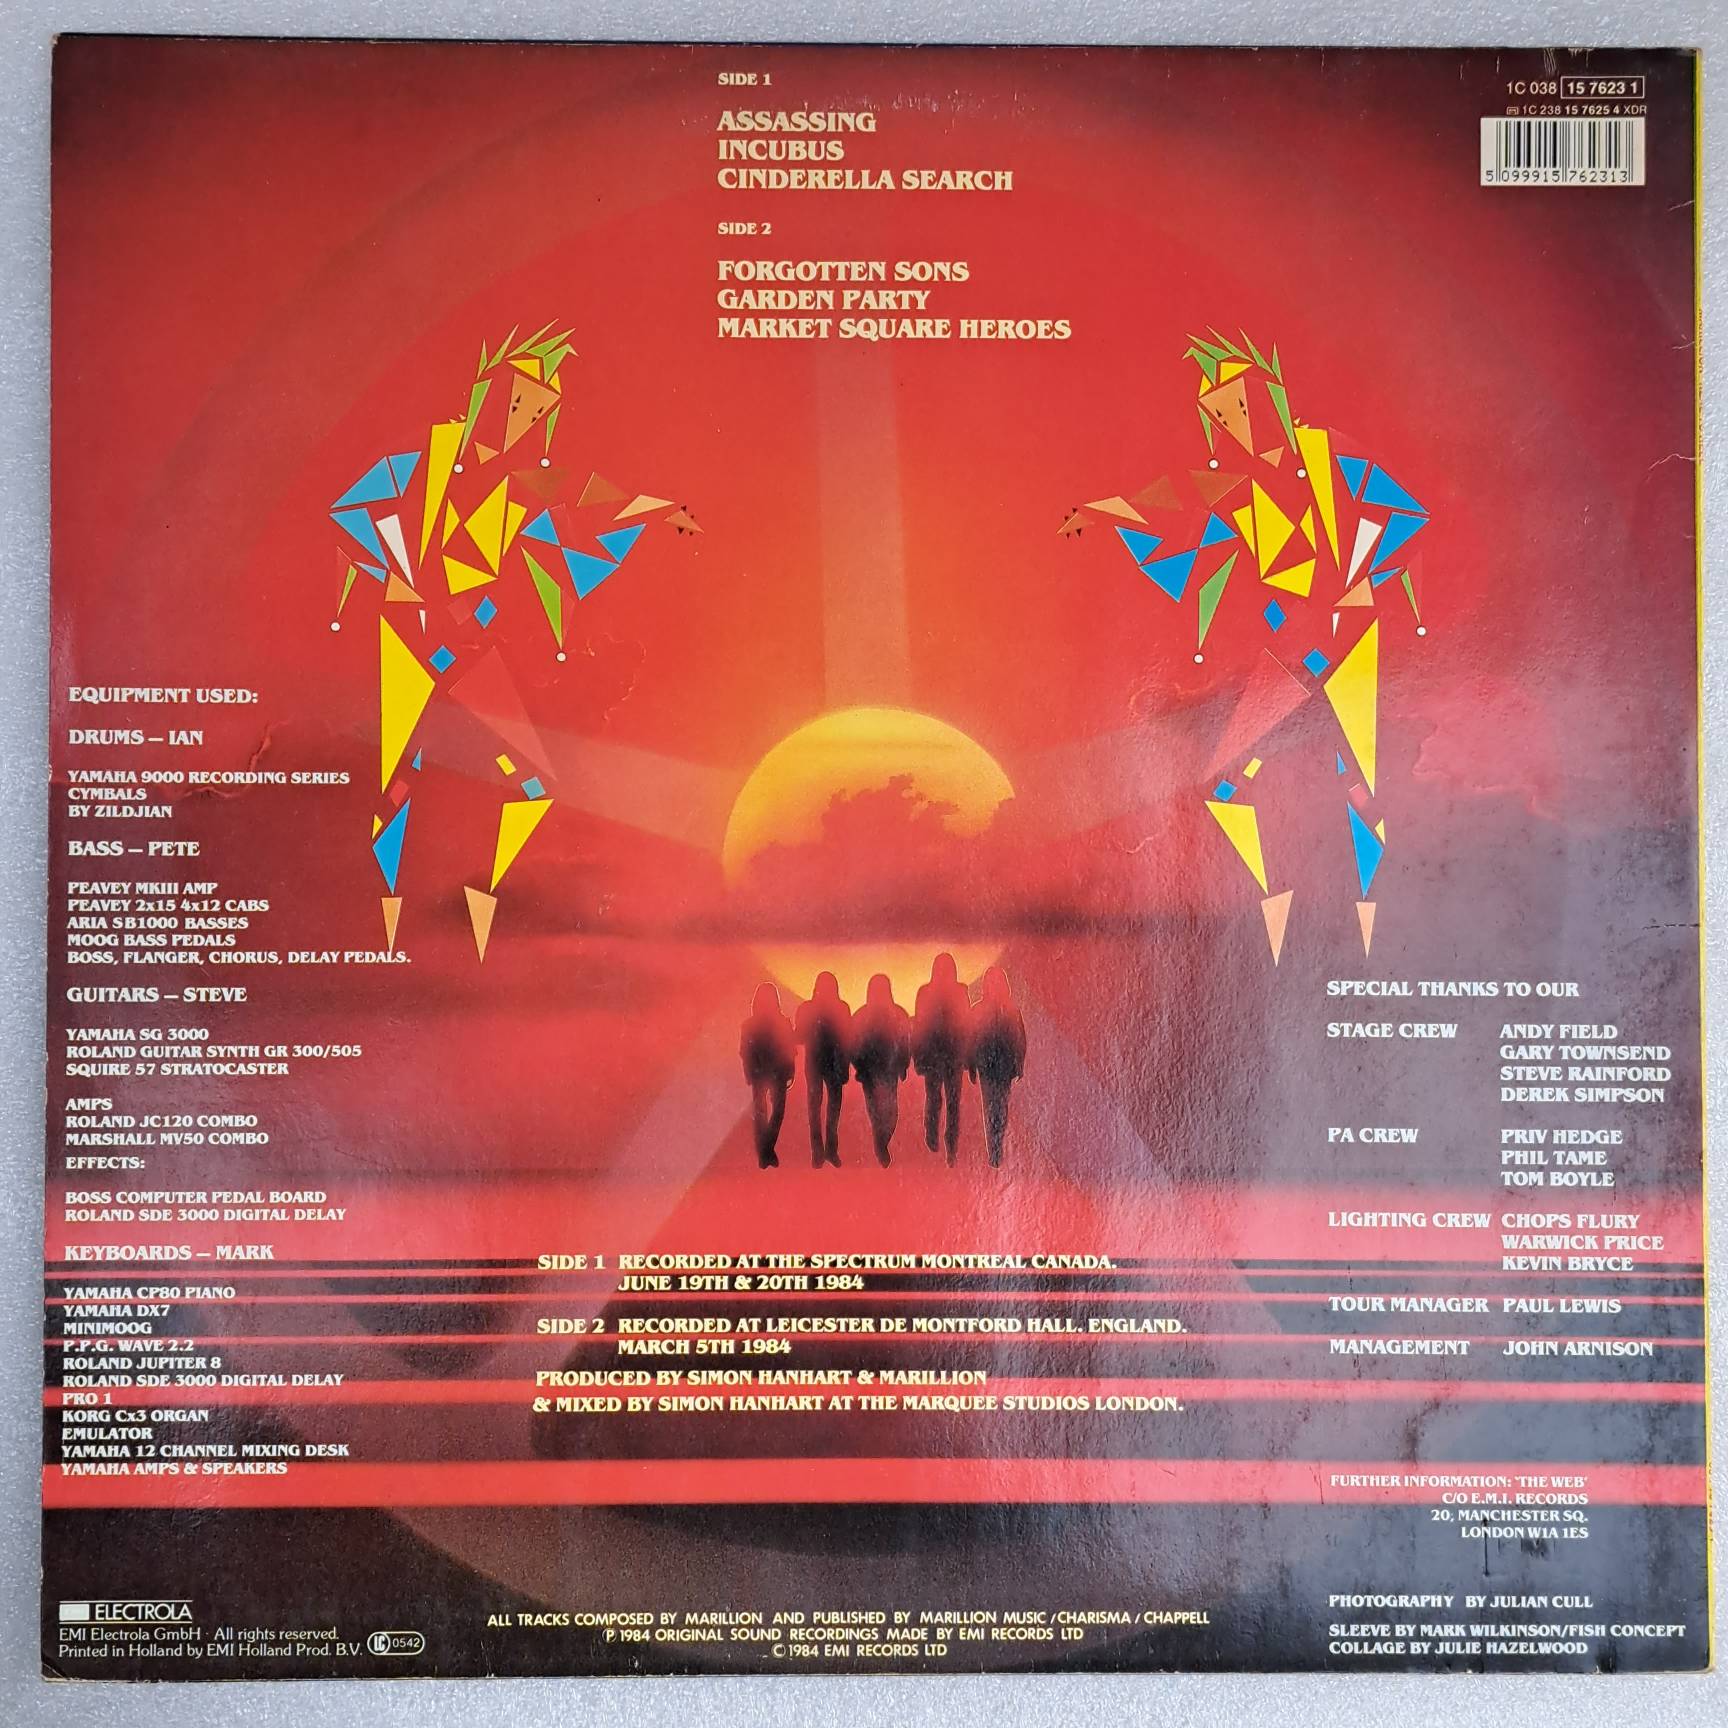 SIDE 1
ASSASSING
INCUBUS
CINDERELLA SEARCH
SIDE 2
FORGOTTEN SONS
GARDEN PARTY
MARKET SQUARE HEROES
1C 038 15 7623 1
1C 238 15 7625 4 XDR
5 099915 762313
EQUIPMENT USED:
DRUMS – IAN
YAMAHA 9000 RECORDING SERIES
CYMBALS
BY ZILDJIAN
BASS – PETE
PEAVEY MKIII AMP
PEAVEY 2x15 4x12 CABS
ARIA SB1000 BASSES
MOOG BASS PEDALS
BOSS, FLANGER, CHORUS, DELAY PEDALS.
GUITARS – STEVE
YAMAHA SG 3000
ROLAND GUITAR SYNTH GR 300/505
SQUIRE 57 STRATOCASTER
AMPS
ROLAND JC120 COMBO
MARSHALL MV50 COMBO
EFFECTS:
BOSS COMPUTER PEDAL BOARD
ROLAND SDE 3000 DIGITAL DELAY
KEYBOARDS – MARK
YAMAHA CP80 PIANO
YAMAHA DX7
MINIMOOG
P.P.G. WAVE 2.2
ROLAND JUPITER 8
ROLAND SDE 3000 DIGITAL DELAY
PRO 1
KORG Cx3 ORGAN
EMULATOR
YAMAHA 12 CHANNEL MIXING DESK
YAMAHA AMPS & SPEAKERS
SIDE 1 RECORDED AT THE SPECTRUM MONTREAL CANADA.
JUNE 19TH & 20TH 1984
SIDE 2 RECORDED AT LEICESTER DE MONTFORD HALL. ENGLAND.
MARCH 5TH 1984
PRODUCED BY SIMON HANHART & MARILLION
& MIXED BY SIMON HANHART AT THE MARQUEE STUDIOS LONDON.
SPECIAL THANKS TO OUR
STAGE CREW ANDY FIELD
GARY TOWNSEND
STEVE RAINFORD
DEREK SIMPSON
PA CREW PRIV HEDGE
PHIL TAME
TOM BOYLE
LIGHTING CREW CHOPS FLURY
WARWICK PRICE
KEVIN BRYCE
TOUR MANAGER PAUL LEWIS
MANAGEMENT JOHN ARNISON
FURTHER INFORMATION: 'THE WEB'
C/O E.M.I. RECORDS
20, MANCHESTER SQ.
LONDON W1A 1ES
PHOTOGRAPHY BY JULIAN CULL
SLEEVE BY MARK WILKINSON/FISH CONCEPT
COLLAGE BY JULIE HAZELWOOD
ELECTROLA
EMI Electrola GmbH · All rights reserved.
Printed in Holland by EMI Holland Prod. B.V. LC 0542
ALL TRACKS COMPOSED BY MARILLION AND PUBLISHED BY MARILLION MUSIC / CHARISMA / CHAPPELL
℗ 1984 ORIGINAL SOUND RECORDINGS MADE BY EMI RECORDS LTD
© 1984 EMI RECORDS LTD